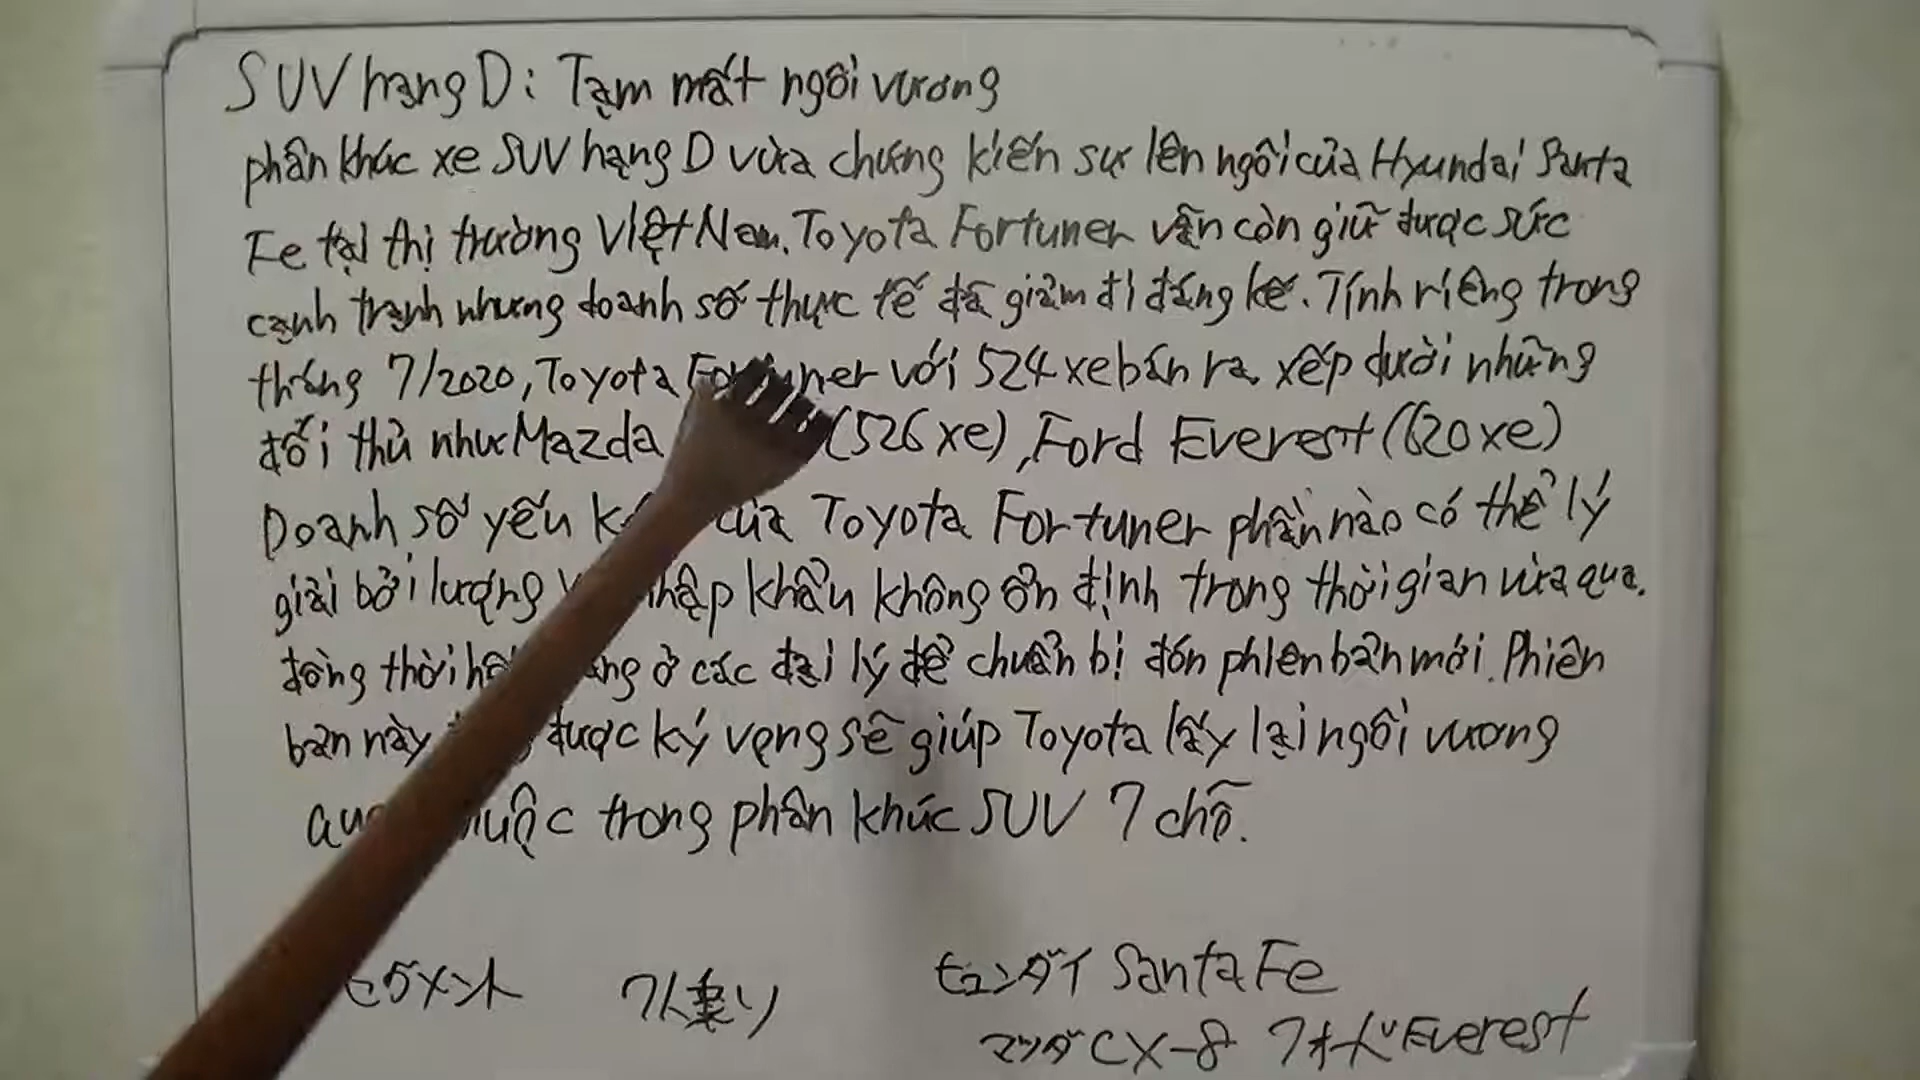 SUV hạng D: Tạm mất ngôi vương
phân khúc xe SUV hạng D vừa chứng kiến sự lên ngôi của Hyundai Santa
Fe tại thị trường Việt Nam. Toyota Fortuner vẫn còn giữ được sức
cạnh tranh nhưng doanh số thực tế đã giảm đi đáng kể. Tính riêng trong
tháng 7/2020, Toyota Fortuner với 524 xe bán ra, xếp dưới những
đối thủ như Mazda (526 xe), Ford Everest (620 xe)
Doanh số yếu của Toyota Fortuner phần nào có thể lý
giải bởi lượng nhập khẩu không ổn định trong thời gian vừa qua.
đồng thời ở các đại lý để chuẩn bị đón phiên bản mới. Phiên
bản này được kỳ vọng sẽ giúp Toyota lấy lại ngôi vương
trong phân khúc SUV 7 chỗ.
セグメント 7人乗り ヒュンダイ Santa Fe
マツダ CX-8 フォード Everest